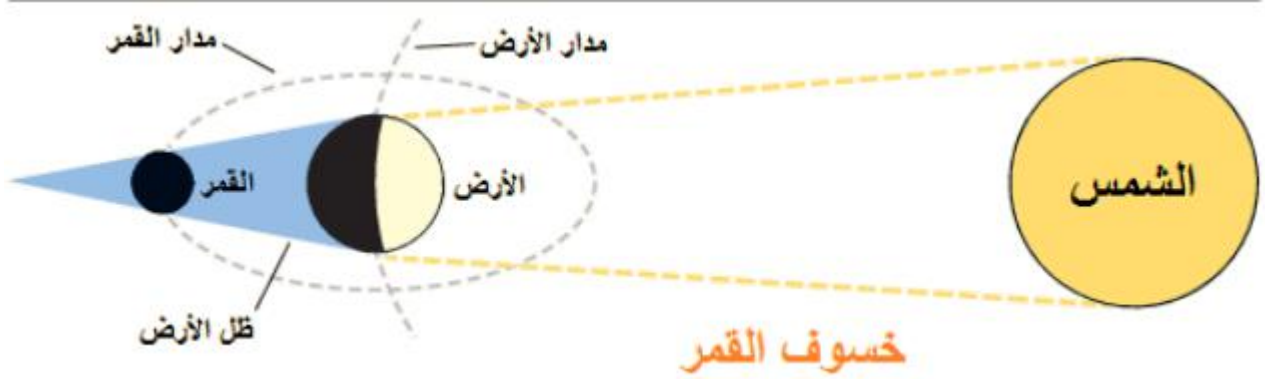 مدار الأرض
مدار القمر
الشمس
الأرض
القمر
ظل الأرض
خسوف القمر